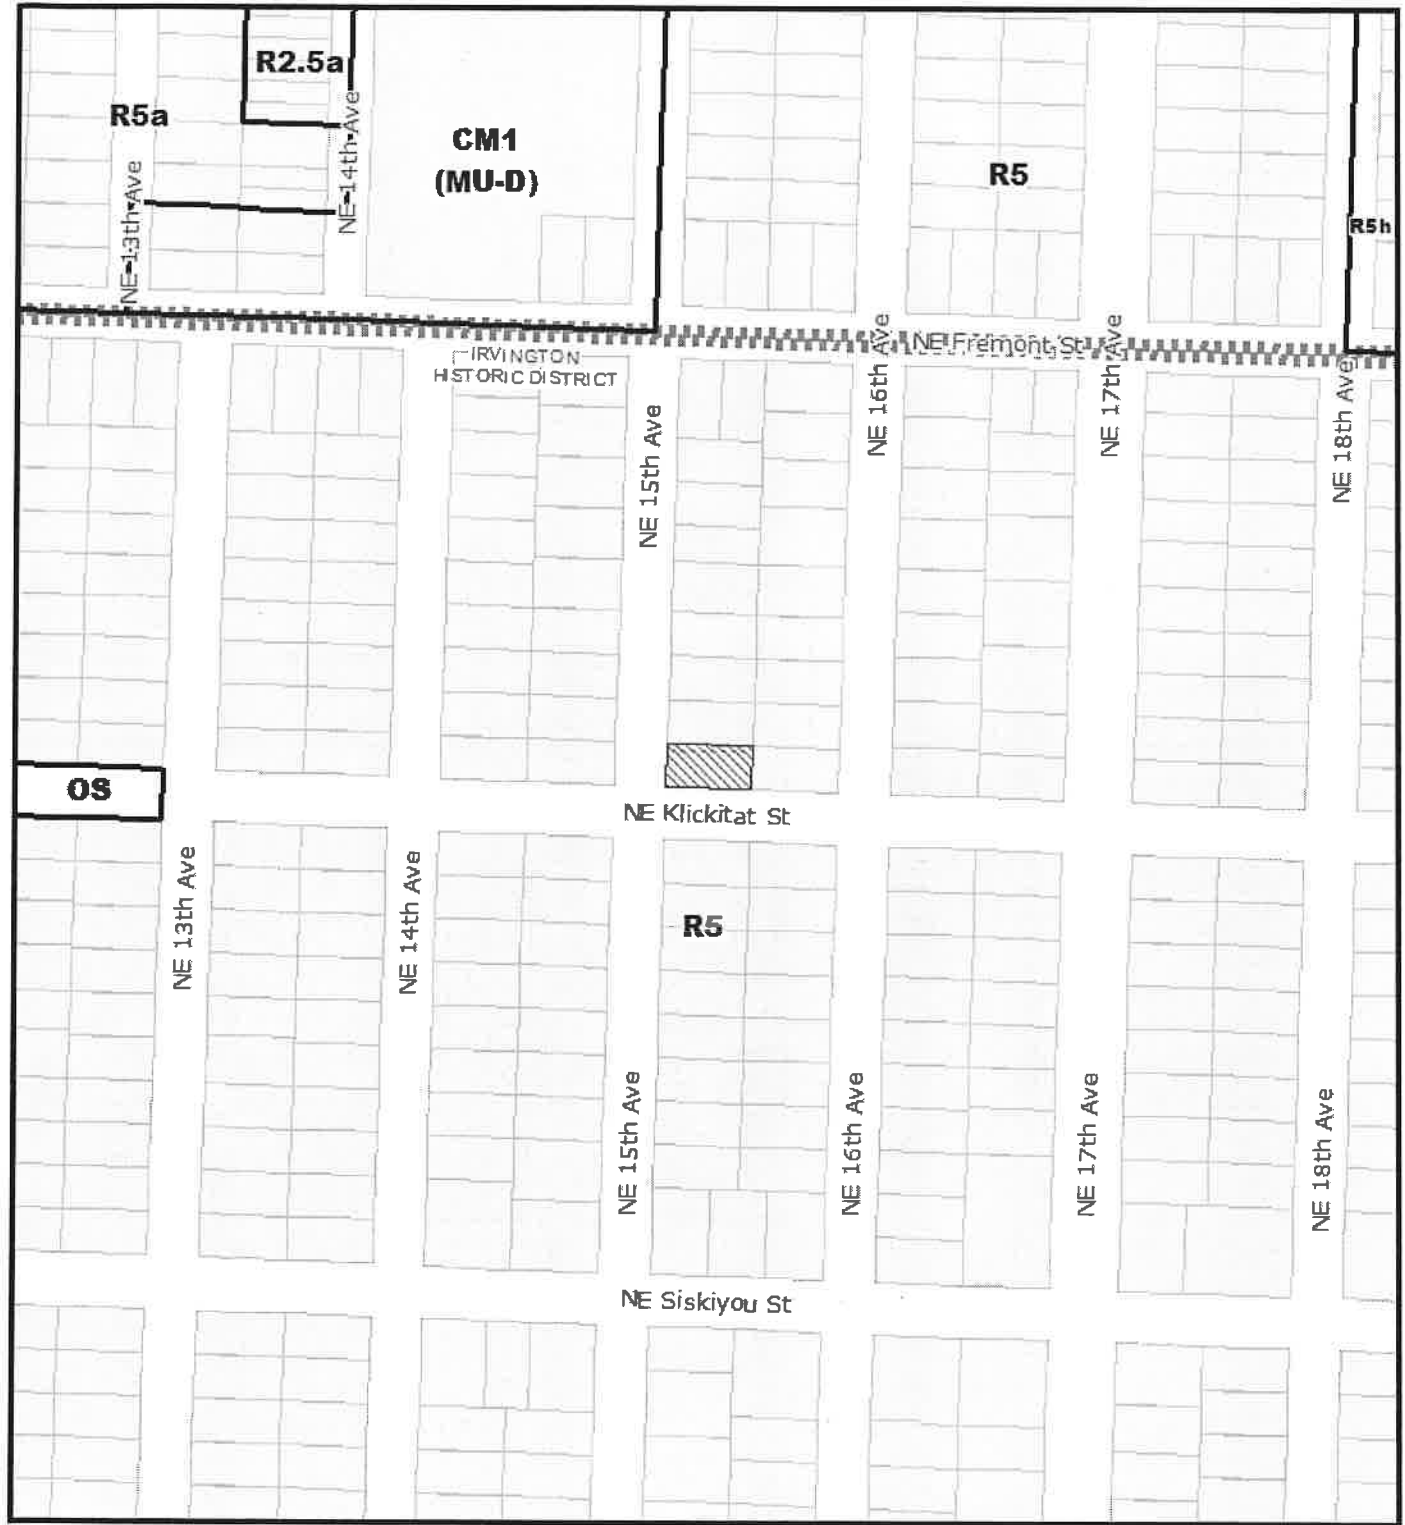 R2.5a
R5a
CM1
(MU-D)
R5
R5h
NE 13th Ave
NE 14th Ave
NE Fremont St
IRVINGTON
HISTORIC DISTRICT
NE 15th Ave
NE 16th Ave
NE 17th Ave
NE 18th Ave
OS
NE Klickitat St
NE 13th Ave
NE 14th Ave
R5
NE 15th Ave
NE 16th Ave
NE 17th Ave
NE 18th Ave
NE Siskiyou St